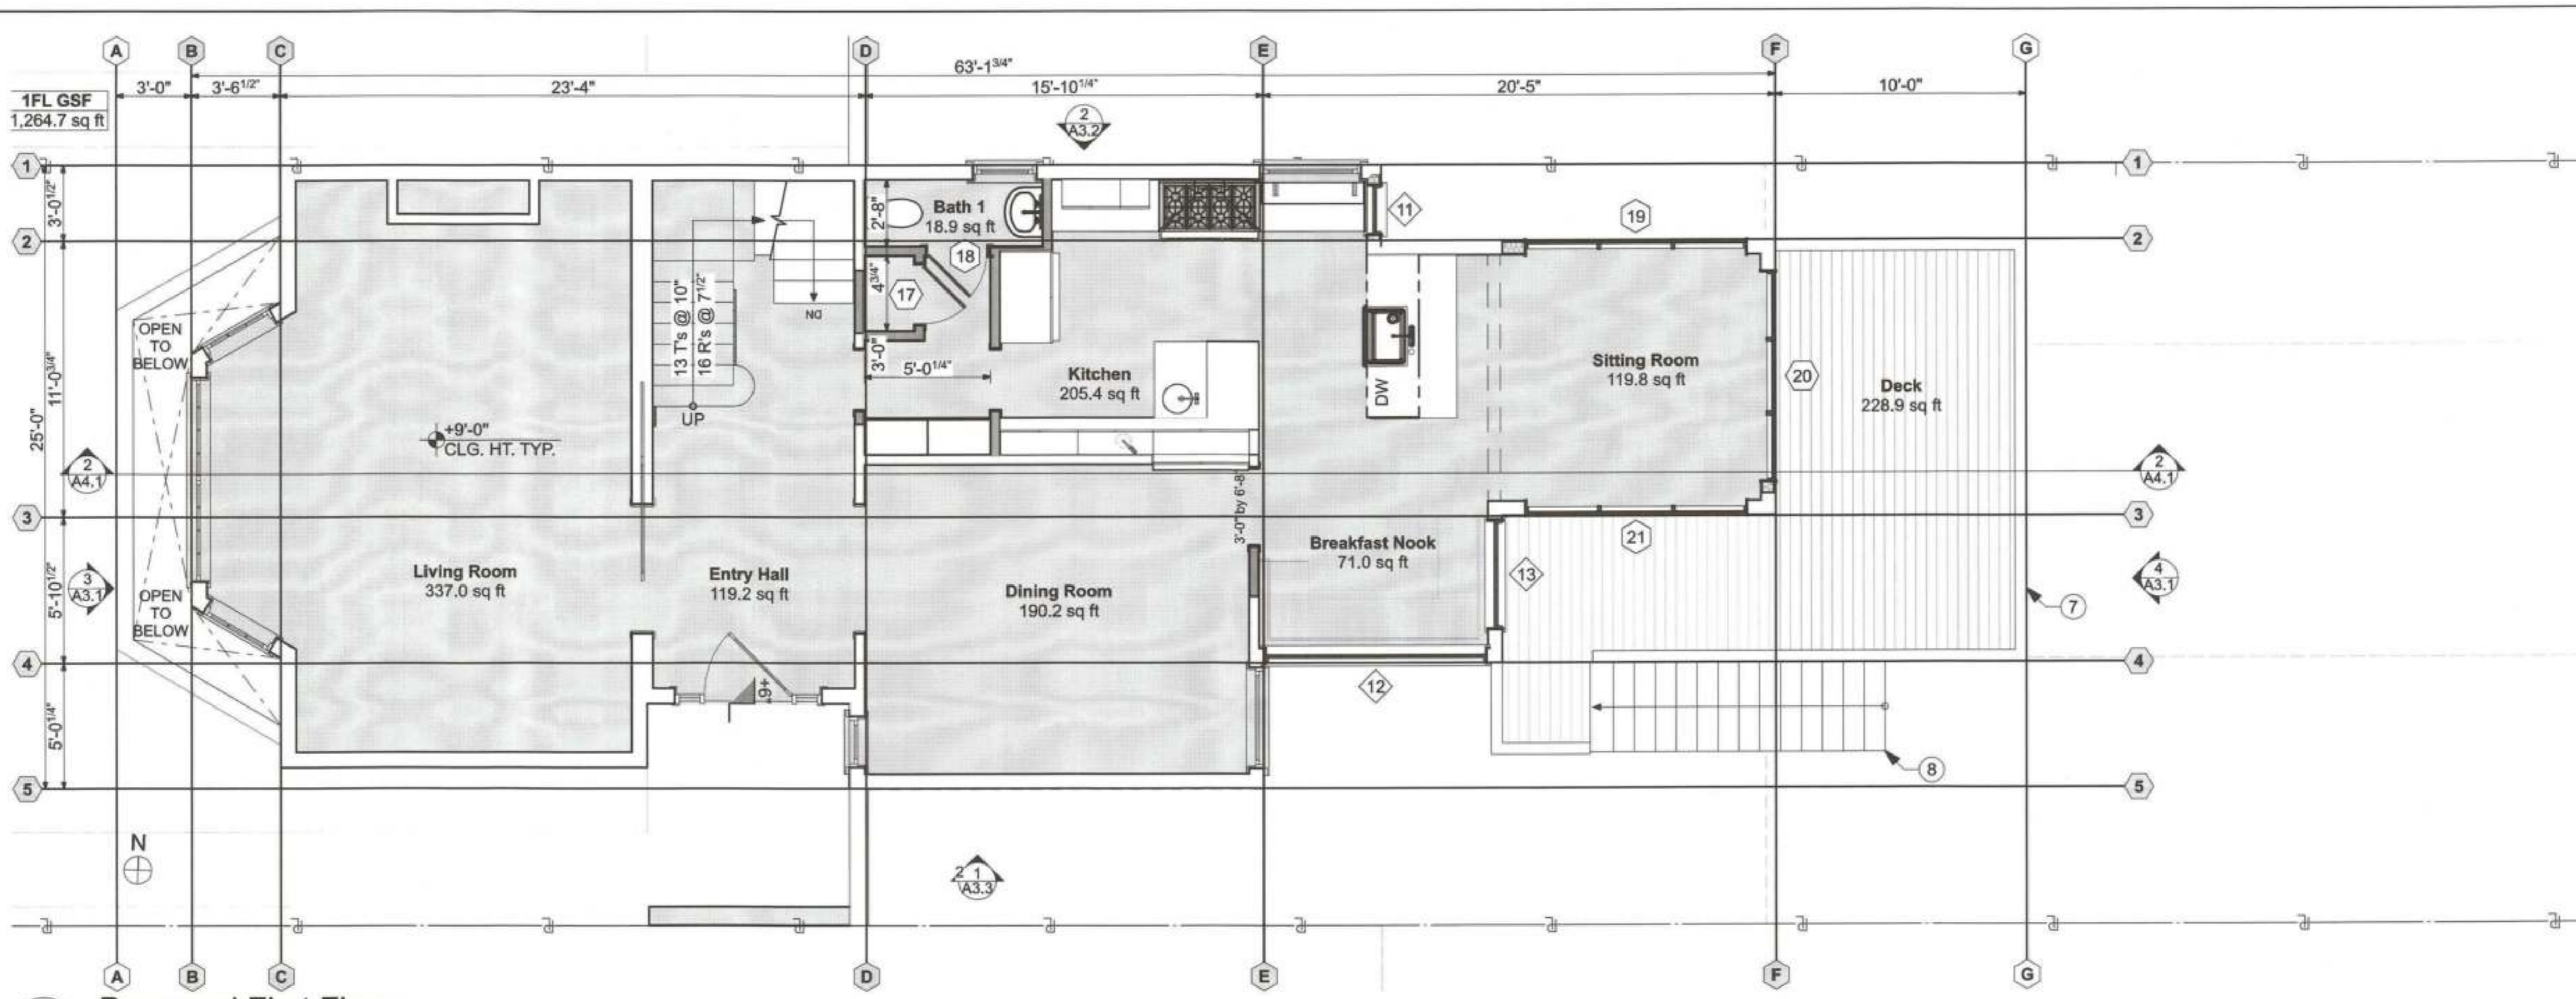 A B C D E F G
63'-1 3/4"
3'-0" 3'-6 1/2" 23'-4" 15'-10 1/4" 20'-5" 10'-0"
1FL GSF
1,264.7 sq ft
2
A3.2
1 1
3'-0 1/2"
2'-8"
Bath 1
18.9 sq ft
11
19
2 2
18
17
4 3/4"
13 T's @ 10"
16 R's @ 7 1/2"
DN
OPEN
TO
BELOW
11'-0 3/4"
25'-0"
3'-0"
5'-0 1/4"
Kitchen
205.4 sq ft
DW
Sitting Room
119.8 sq ft
20
Deck
228.9 sq ft
UP
+9'-0"
CLG. HT. TYP.
2
A4.1
2
A4.1
3'-0" by 6'-8"
3 3
21
Breakfast Nook
71.0 sq ft
13
5'-10 1/2"
3
A3.1
4
A3.1
Living Room
337.0 sq ft
Entry Hall
119.2 sq ft
Dining Room
190.2 sq ft
7
OPEN
TO
BELOW
4 4
12
+6"
5'-0 1/4"
8
5 5
N
2 1
A3.3
A B C D E F G